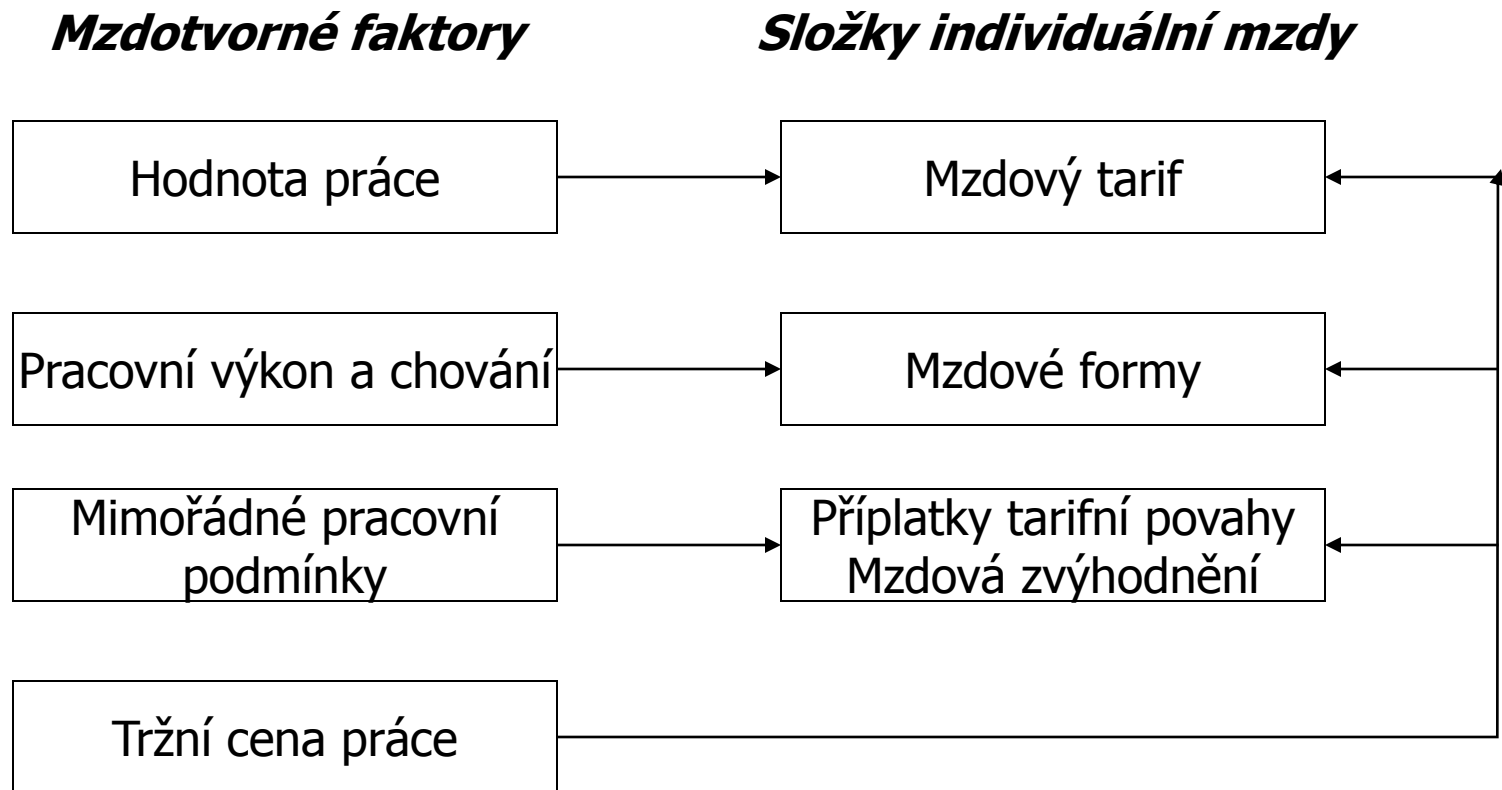 Mzdotvorné faktory
Složky individuální mzdy
Hodnota práce
Mzdový tarif
Pracovní výkon a chování
Mzdové formy
Mimořádné pracovní
podmínky
Příplatky tarifní povahy
Mzdová zvýhodnění
Tržní cena práce